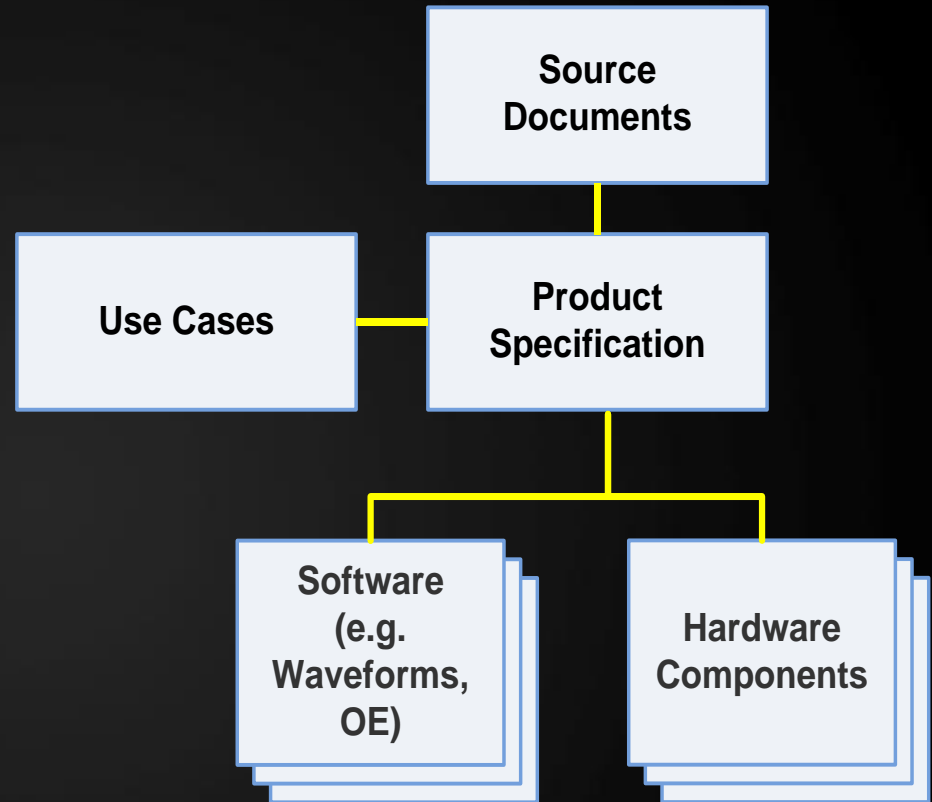 Source
Documents
Use Cases
Product
Specification
Software
(e.g.
Waveforms,
OE)
Hardware
Components